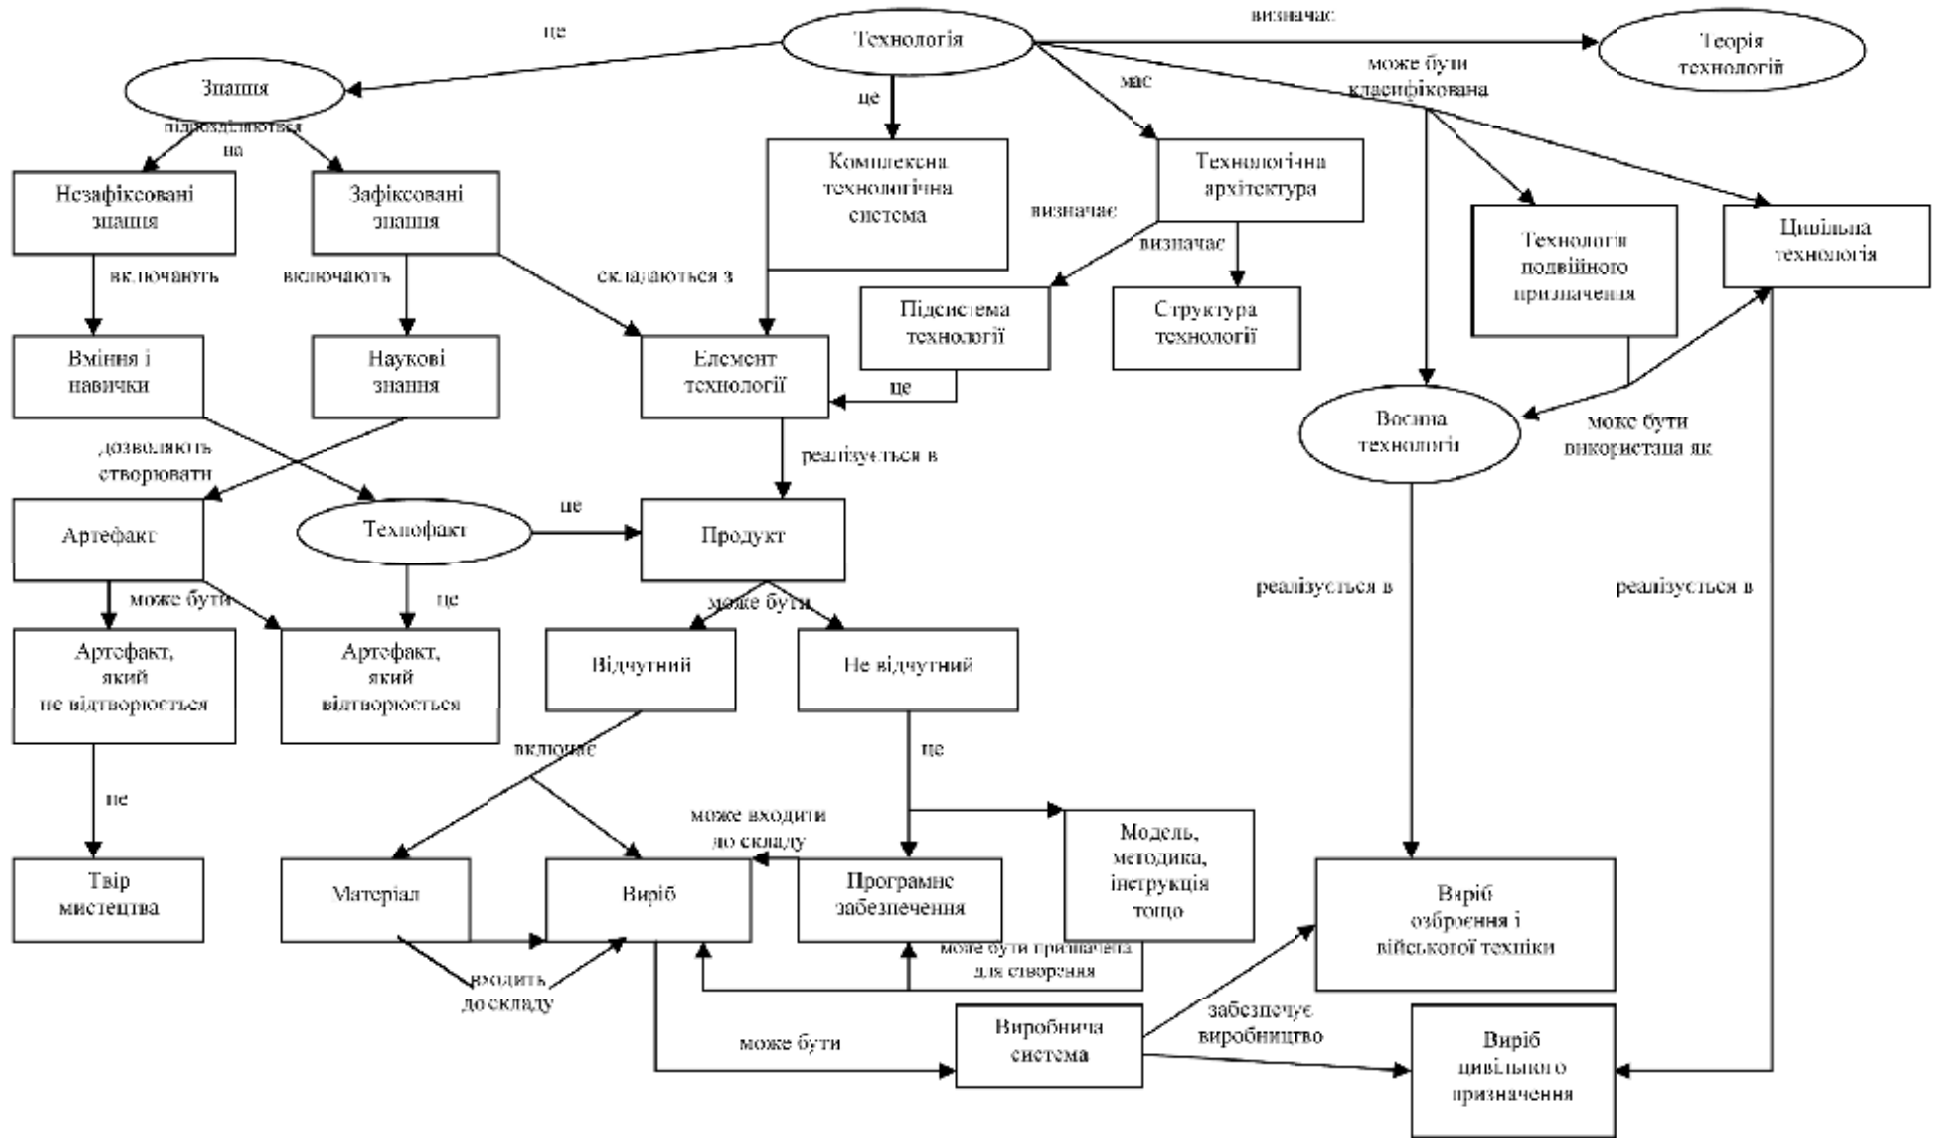 визначає
це
Технологія
Теорія
технологій
може бути
класифікована
має
це
Знання
підрозділяються
на
Комплексна
технологічна
система
Технологічна
архітектура
Незафіксовані
знання
Зафіксовані
знання
визначає
визначає
Технологія
подвійного
призначення
Цивільна
технологія
включають
включають
складаються з
Підсистема
технології
Структура
технології
Вміння і
навички
Наукові
знання
Елемент
технології
це
Воєнна
технологія
може бути
використана як
дозволяють
створювати
реалізується в
Артефакт
Технофакт
це
Продукт
може бути
це
може бути
реалізується в
реалізується в
Артефакт,
який
не відтворюється
Артефакт,
який
відтворюється
Відчутний
Не відчутний
включає
це
це
може входити
до складу
Модель,
методика,
інструкція
тощо
Твір
мистецтва
Матеріал
Виріб
Програмне
забезпечення
Виріб
озброєння і
військової техніки
може бути призначена
для створення
входить
до складу
забезпечує
виробництво
Виробнича
система
може бути
Виріб
цивільного
призначення